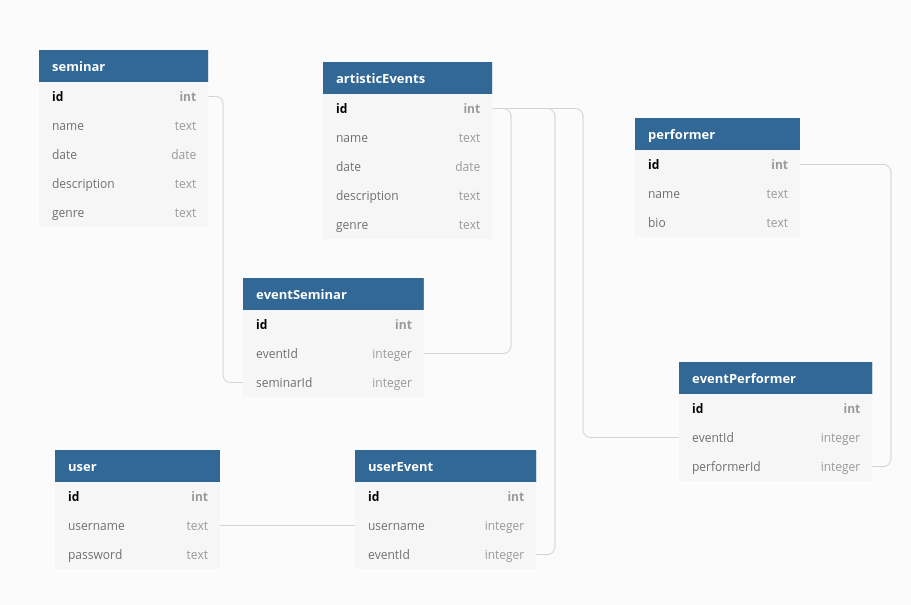 seminar
id int
name text
date date
description text
genre text
artisticEvents
id int
name text
date date
description text
genre text
performer
id int
name text
bio text
eventSeminar
id int
eventId integer
seminarId integer
eventPerformer
id int
eventId integer
performerId integer
user
id int
username text
password text
userEvent
id int
username integer
eventId integer